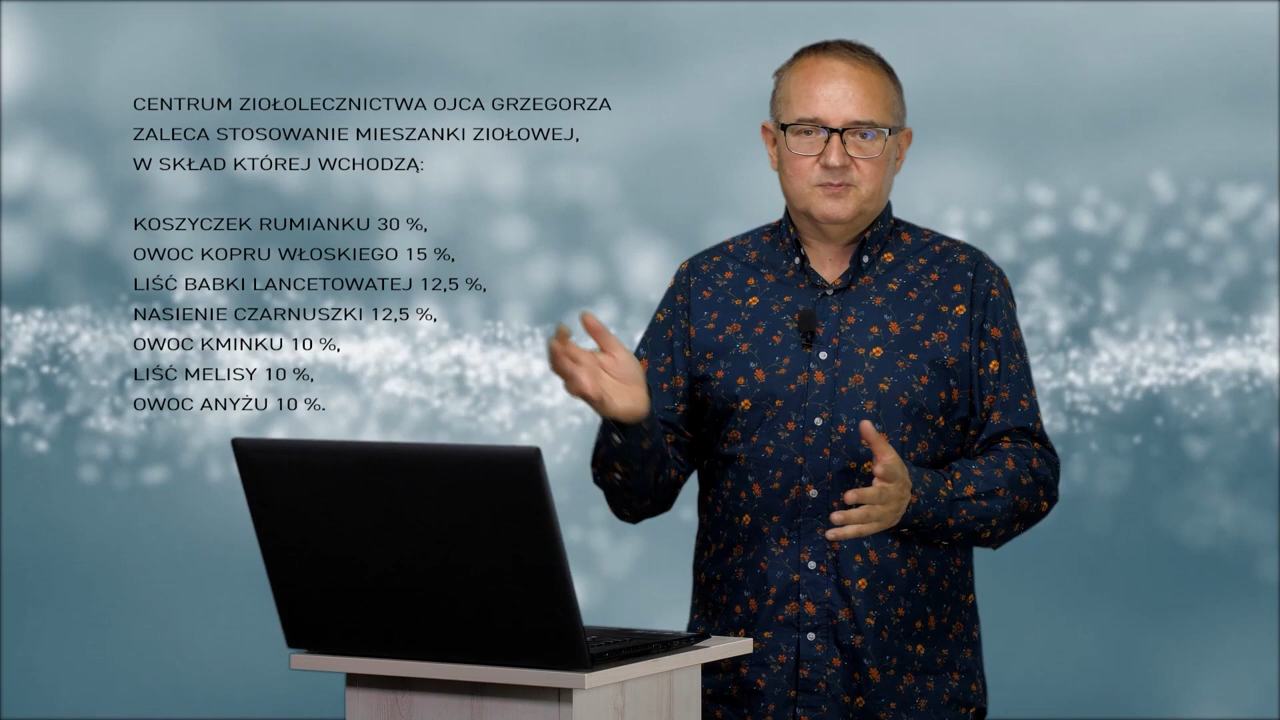 CENTRUM ZIOŁOLECZNICTWA OJCA GRZEGORZA
ZALECA STOSOWANIE MIESZANKI ZIOŁOWEJ,
W SKŁAD KTÓREJ WCHODZĄ:
KOSZYCZEK RUMIANKU 30 %,
OWOC KOPRU WŁOSKIEGO 15 %,
LIŚĆ BABKI LANCETOWATEJ 12,5 %,
NASIENIE CZARNUSZKI 12,5 %,
OWOC KMINKU 10 %,
LIŚĆ MELISY 10 %,
OWOC ANYŻU 10 %.